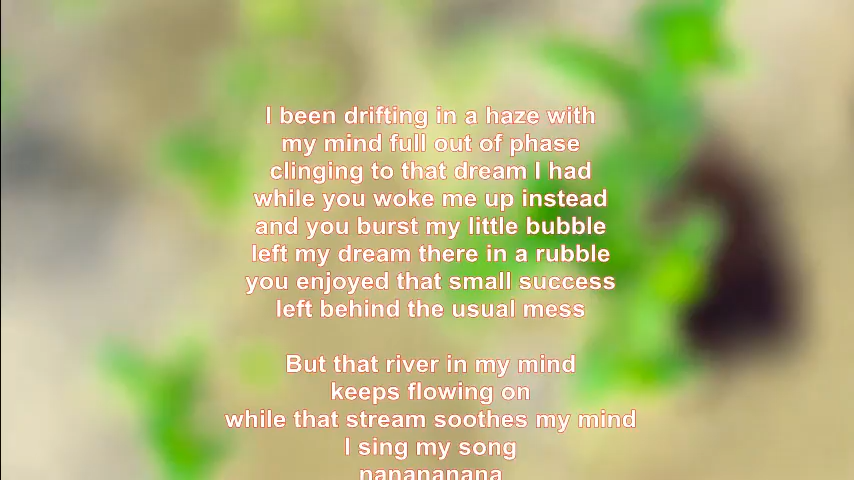 I been drifting in a haze with
my mind full out of phase
clinging to that dream I had
while you woke me up instead
and you burst my little bubble
left my dream there in a rubble
you enjoyed that small success
left behind the usual mess

But that river in my mind
keeps flowing on
while that stream soothes my mind
I sing my song
nanananana